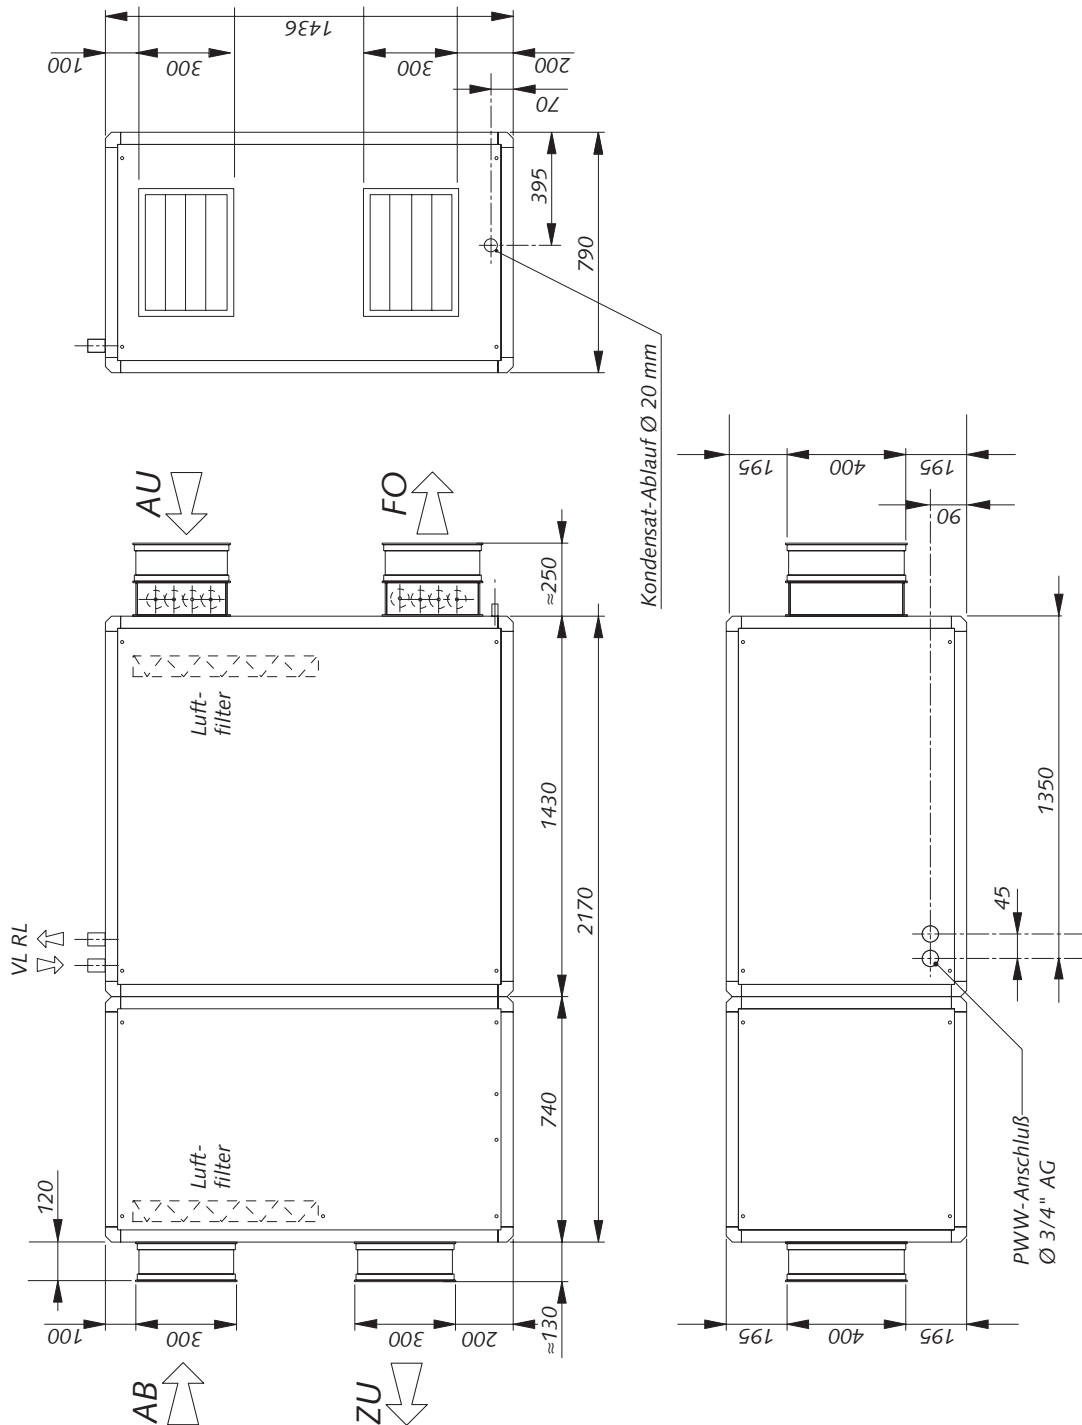 1436
100
300
300
200
70
395
790
Kondensat-Ablauf Ø 20 mm
AU
FO
≈250
Luft-
filter
VL RL
1430
2170
740
Luft-
filter
120
100
300
300
200
≈130
AB
ZU
195
400
195
90
1350
45
PWW-Anschluß
Ø 3/4" AG
195
400
195